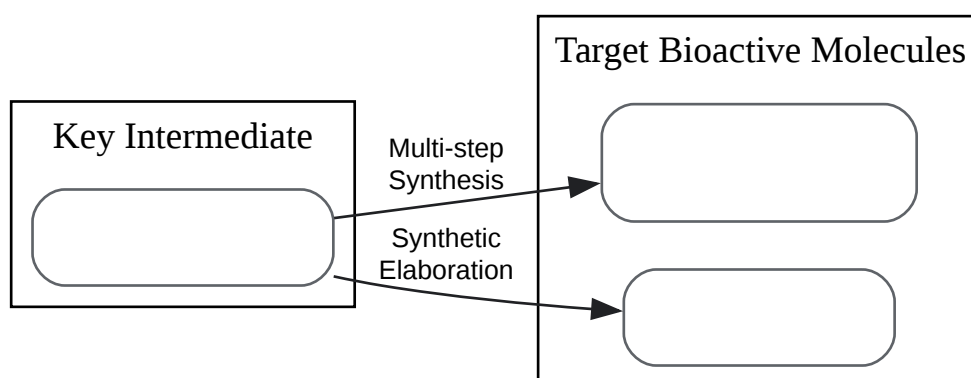 Target Bioactive Molecules
Key Intermediate
Multi-step
Synthesis
Synthetic
Elaboration